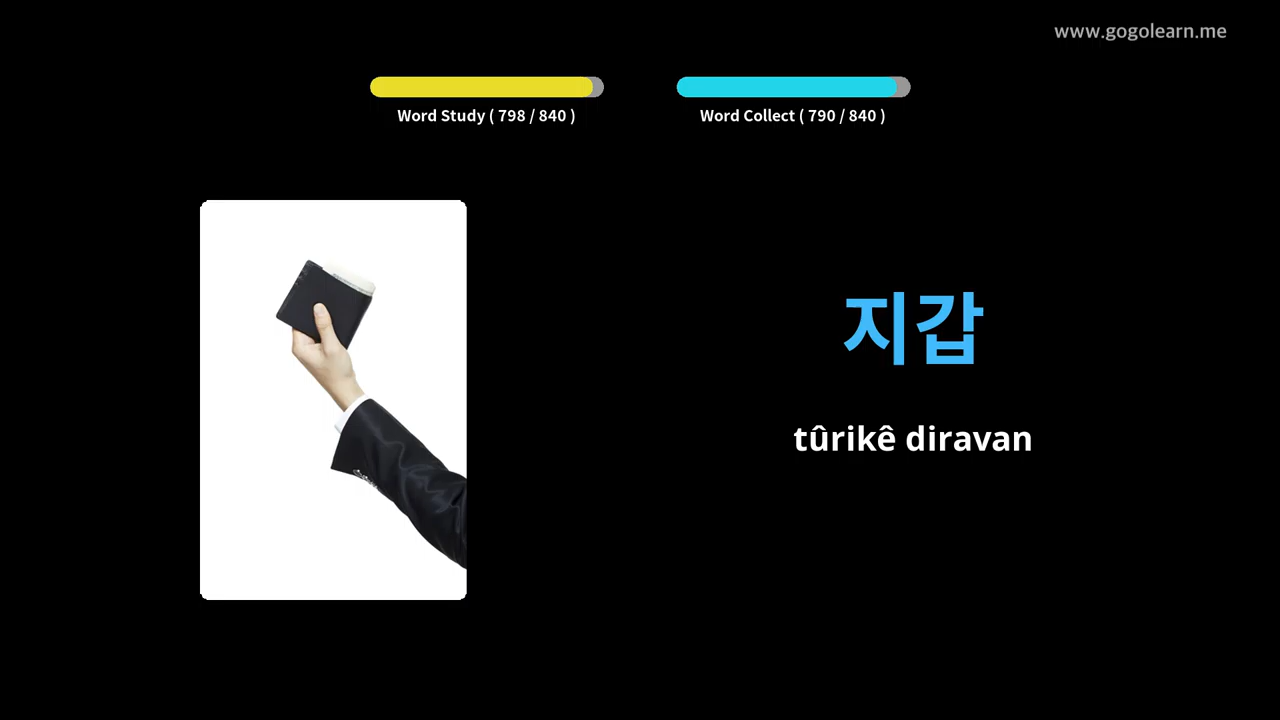 www.gogolearn.me
Word Study ( 798 / 840 )
Word Collect ( 790 / 840 )
지갑
tûrikê diravan